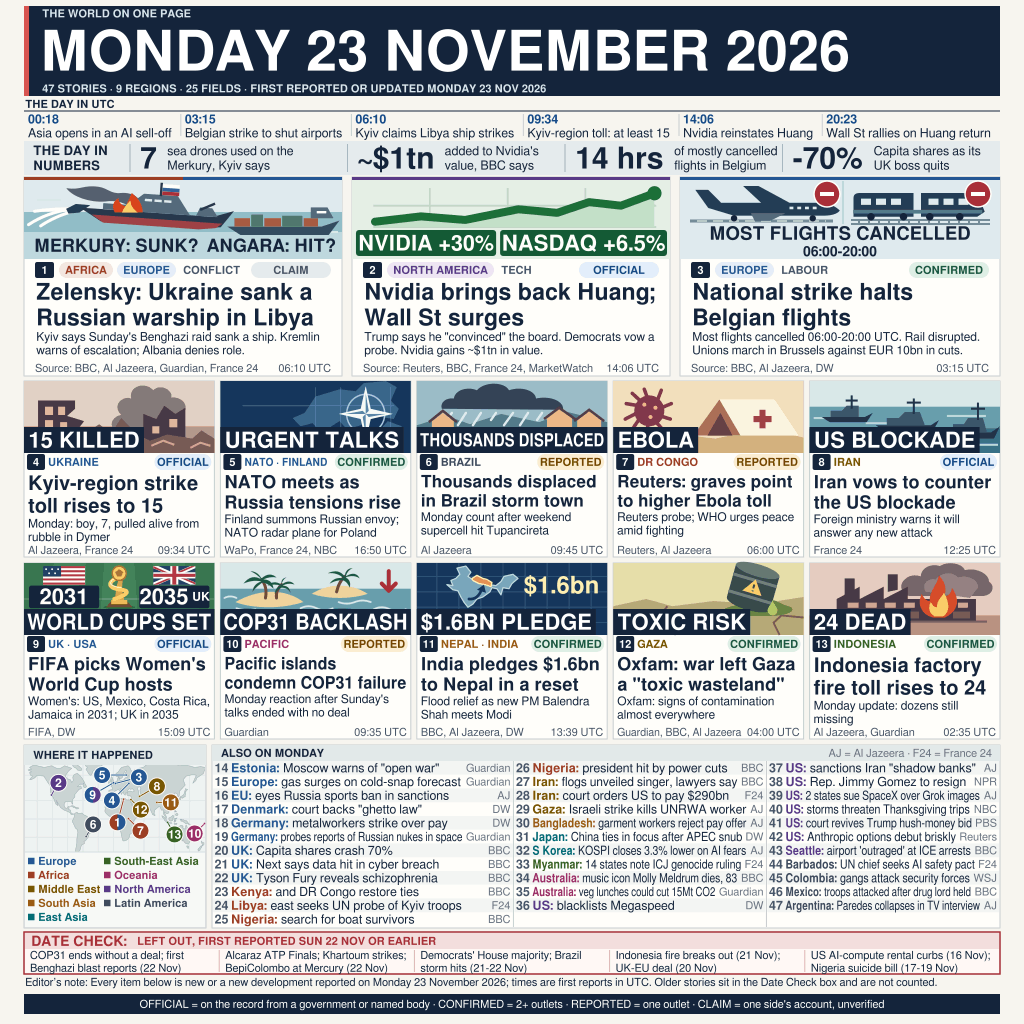 THE WORLD ON ONE PAGE
MONDAY 23 NOVEMBER 2026
47 STORIES · 9 REGIONS · 25 FIELDS · FIRST REPORTED OR UPDATED MONDAY 23 NOV 2026
THE DAY IN UTC
00:18
Asia opens in an AI sell-off
03:15
Belgian strike to shut airports
06:10
Kyiv claims Libya ship strikes
09:34
Kyiv-region toll: at least 15
14:06
Nvidia reinstates Huang
20:23
Wall St rallies on Huang return
THE DAY IN
NUMBERS
7
sea drones used on the
Merkury, Kyiv says
~$1tn
added to Nvidia's
value, BBC says
14 hrs
of mostly cancelled
flights in Belgium
-70%
Capita shares as its
UK boss quits
MERKURY: SUNK? ANGARA: HIT?
1 AFRICA EUROPE CONFLICT CLAIM
Zelensky: Ukraine sank a
Russian warship in Libya
Kyiv says Sunday's Benghazi raid sank a ship. Kremlin
warns of escalation; Albania denies role.
Source: BBC, Al Jazeera, Guardian, France 24 06:10 UTC
NVIDIA +30% NASDAQ +6.5%
2 NORTH AMERICA TECH OFFICIAL
Nvidia brings back Huang;
Wall St surges
Trump says he "convinced" the board. Democrats vow a
probe. Nvidia gains ~$1tn in value.
Source: Reuters, BBC, France 24, MarketWatch 14:06 UTC
MOST FLIGHTS CANCELLED
06:00-20:00
3 EUROPE LABOUR CONFIRMED
National strike halts
Belgian flights
Most flights cancelled 06:00-20:00 UTC. Rail disrupted.
Unions march in Brussels against EUR 10bn in cuts.
Source: BBC, Al Jazeera, DW 03:15 UTC
15 KILLED
4 UKRAINE OFFICIAL
Kyiv-region strike
toll rises to 15
Monday: boy, 7, pulled alive from
rubble in Dymer
Al Jazeera, France 24 09:34 UTC
URGENT TALKS
5 NATO · FINLAND CONFIRMED
NATO meets as
Russia tensions rise
Finland summons Russian envoy;
NATO radar plane for Poland
WaPo, France 24, NBC 16:50 UTC
THOUSANDS DISPLACED
6 BRAZIL REPORTED
Thousands displaced
in Brazil storm town
Monday count after weekend
supercell hit Tupancireta
Al Jazeera 09:45 UTC
EBOLA
7 DR CONGO REPORTED
Reuters: graves point
to higher Ebola toll
Reuters probe; WHO urges peace
amid fighting
Reuters, Al Jazeera 06:00 UTC
US BLOCKADE
8 IRAN OFFICIAL
Iran vows to counter
the US blockade
Foreign ministry warns it will
answer any new attack
France 24 12:25 UTC
2031 2035 UK
WORLD CUPS SET
9 UK · USA OFFICIAL
FIFA picks Women's
World Cup hosts
Women's: US, Mexico, Costa Rica,
Jamaica in 2031; UK in 2035
FIFA, DW 15:09 UTC
COP31 BACKLASH
10 PACIFIC REPORTED
Pacific islands
condemn COP31 failure
Monday reaction after Sunday's
talks ended with no deal
Guardian 09:35 UTC
$1.6bn
$1.6BN PLEDGE
11 NEPAL · INDIA CONFIRMED
India pledges $1.6bn
to Nepal in a reset
Flood relief as new PM Balendra
Shah meets Modi
BBC, Al Jazeera, DW 13:39 UTC
TOXIC RISK
12 GAZA CONFIRMED
Oxfam: war left Gaza
a "toxic wasteland"
Oxfam: signs of contamination
almost everywhere
Guardian, BBC, Al Jazeera 04:00 UTC
24 DEAD
13 INDONESIA CONFIRMED
Indonesia factory
fire toll rises to 24
Monday update: dozens still
missing
Al Jazeera, Guardian 02:35 UTC
WHERE IT HAPPENED
2 5 3 8 9 4 11 12 6 1 7 13 10
Europe South-East Asia
Africa Oceania
Middle East North America
South Asia Latin America
East Asia
ALSO ON MONDAY
AJ = Al Jazeera · F24 = France 24
14 Estonia: Moscow warns of "open war" Guardian
15 Europe: gas surges on cold-snap forecast Guardian
16 EU: eyes Russia sports ban in sanctions AJ
17 Denmark: court backs "ghetto law" DW
18 Germany: metalworkers strike over pay DW
19 Germany: probes reports of Russian nukes in space Guardian
20 UK: Capita shares crash 70% BBC
21 UK: Next says data hit in cyber breach BBC
22 UK: Tyson Fury reveals schizophrenia BBC
23 Kenya: and DR Congo restore ties BBC
24 Libya: east seeks UN probe of Kyiv troops F24
25 Nigeria: search for boat survivors BBC
26 Nigeria: president hit by power cuts BBC
27 Iran: flogs unveiled singer, lawyers say BBC
28 Iran: court orders US to pay $290bn F24
29 Gaza: Israeli strike kills UNRWA worker AJ
30 Bangladesh: garment workers reject pay offer AJ
31 Japan: China ties in focus after APEC snub DW
32 S Korea: KOSPI closes 3.3% lower on AI fears AJ
33 Myanmar: 14 states note ICJ genocide ruling F24
34 Australia: music icon Molly Meldrum dies, 83 BBC
35 Australia: veg lunches could cut 15Mt CO2 Guardian
36 US: blacklists Megaspeed DW
37 US: sanctions Iran "shadow banks" AJ
38 US: Rep. Jimmy Gomez to resign NPR
39 US: 2 states sue SpaceX over Grok images AJ
40 US: storms threaten Thanksgiving trips NBC
41 US: court revives Trump hush-money bid PBS
42 US: Anthropic options debut briskly Reuters
43 Seattle: airport 'outraged' at ICE arrests BBC
44 Barbados: UN chief seeks AI safety pact F24
45 Colombia: gangs attack security forces WSJ
46 Mexico: troops attacked after drug lord held BBC
47 Argentina: Paredes collapses in TV interview AJ
DATE CHECK: LEFT OUT, FIRST REPORTED SUN 22 NOV OR EARLIER
COP31 ends without a deal; first
Benghazi blast reports (22 Nov)
Alcaraz ATP Finals; Khartoum strikes;
BepiColombo at Mercury (22 Nov)
Democrats' House majority; Brazil
storm hits (21-22 Nov)
Indonesia fire breaks out (21 Nov);
UK-EU deal (20 Nov)
US AI-compute rental curbs (16 Nov);
Nigeria suicide bill (17-19 Nov)
Editor's note: Every item below is new or a new development reported on Monday 23 November 2026; times are first reports in UTC. Older stories sit in the Date Check box and are not counted.
OFFICIAL = on the record from a government or named body · CONFIRMED = 2+ outlets · REPORTED = one outlet · CLAIM = one side's account, unverified